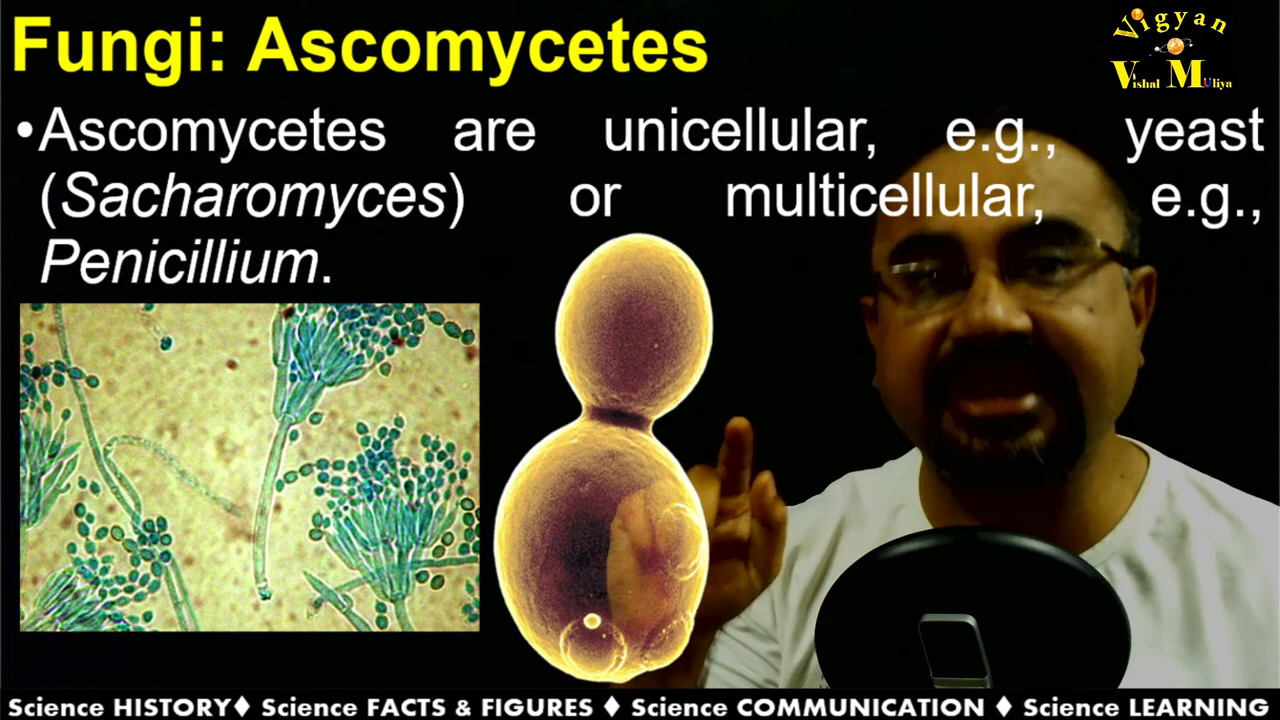 Fungi: Ascomycetes
Vigyan
Vishal Muliya
•Ascomycetes are unicellular, e.g., yeast
(Sacharomyces) or multicellular, e.g.,
Penicillium.
Science HISTORY♦ Science FACTS & FIGURES ♦ Science COMMUNICATION ♦ Science LEARNING